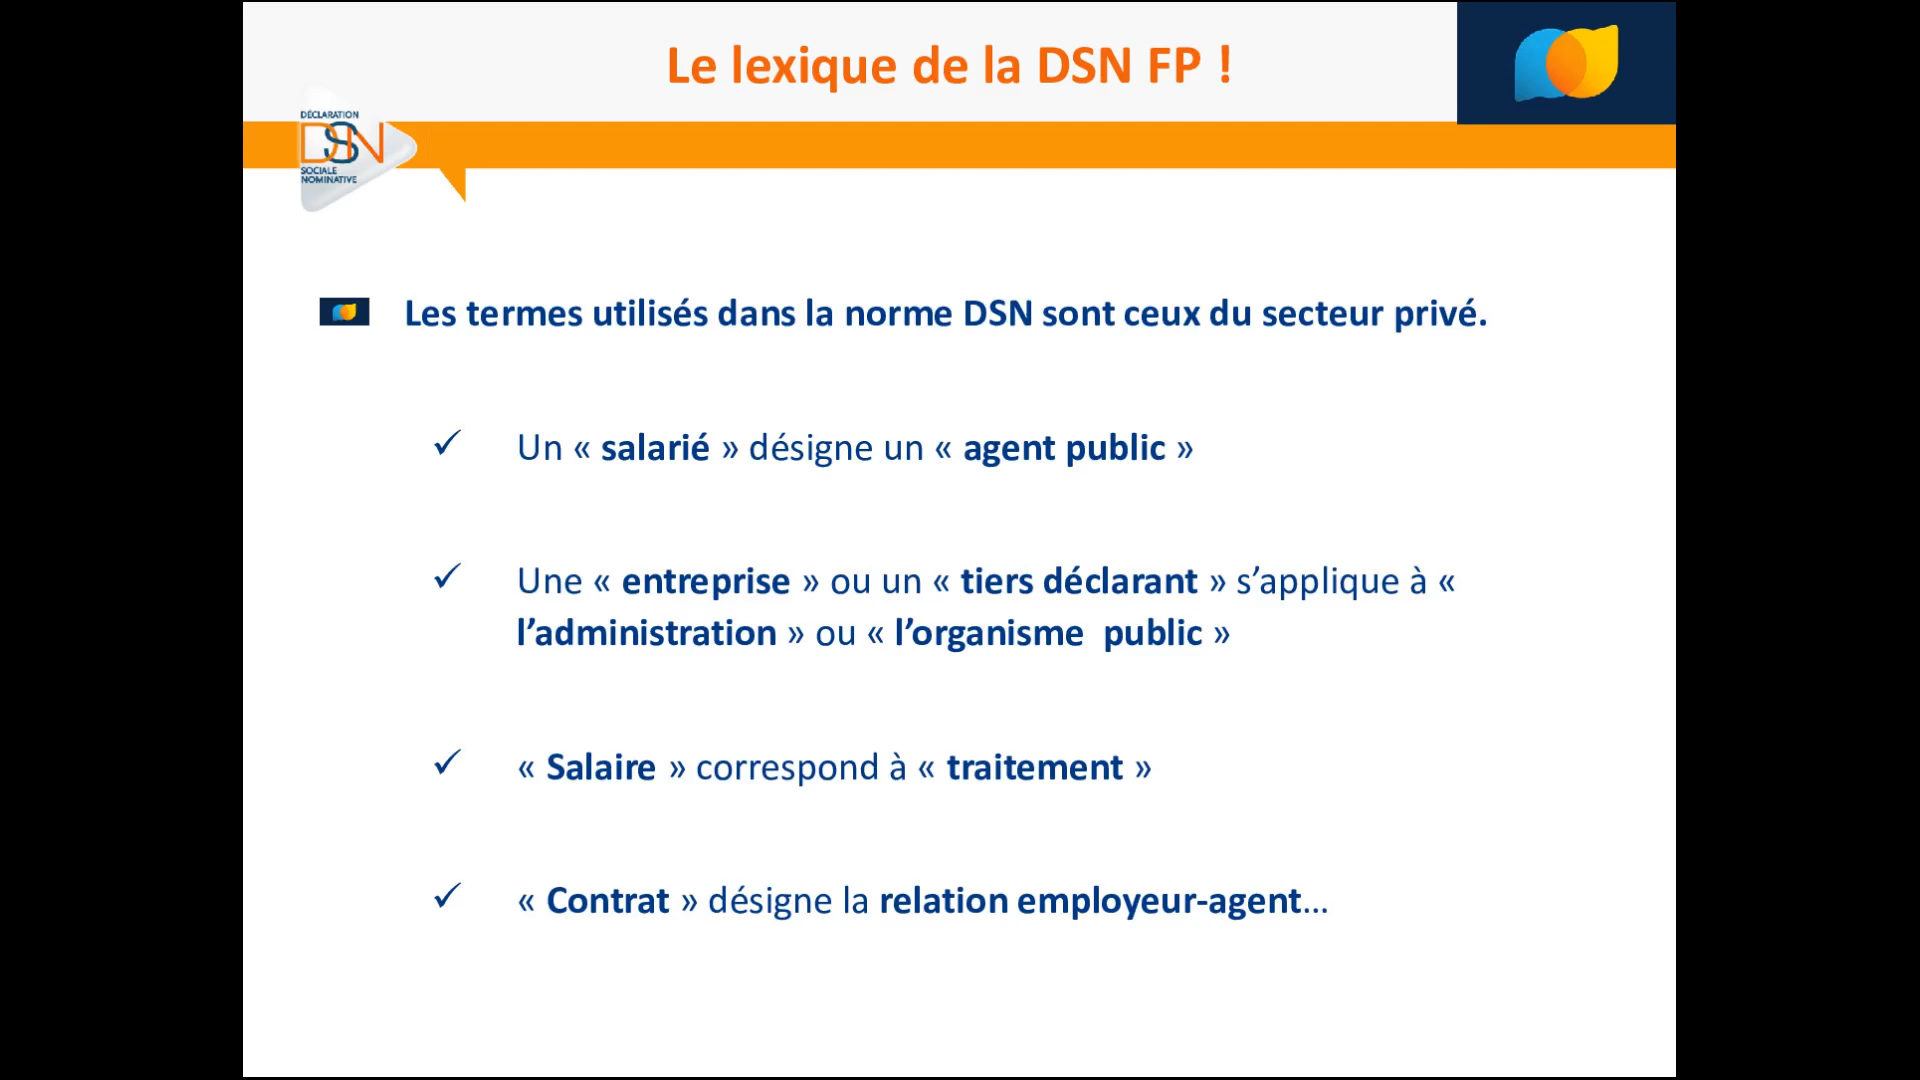 Le lexique de la DSN FP !
DÉCLARATION
DSN
SOCIALE
NOMINATIVE
Les termes utilisés dans la norme DSN sont ceux du secteur privé.
✓ Un « salarié » désigne un « agent public »
✓ Une « entreprise » ou un « tiers déclarant » s’applique à «
l’administration » ou « l’organisme  public »
✓ « Salaire » correspond à « traitement »
✓ « Contrat » désigne la relation employeur-agent...